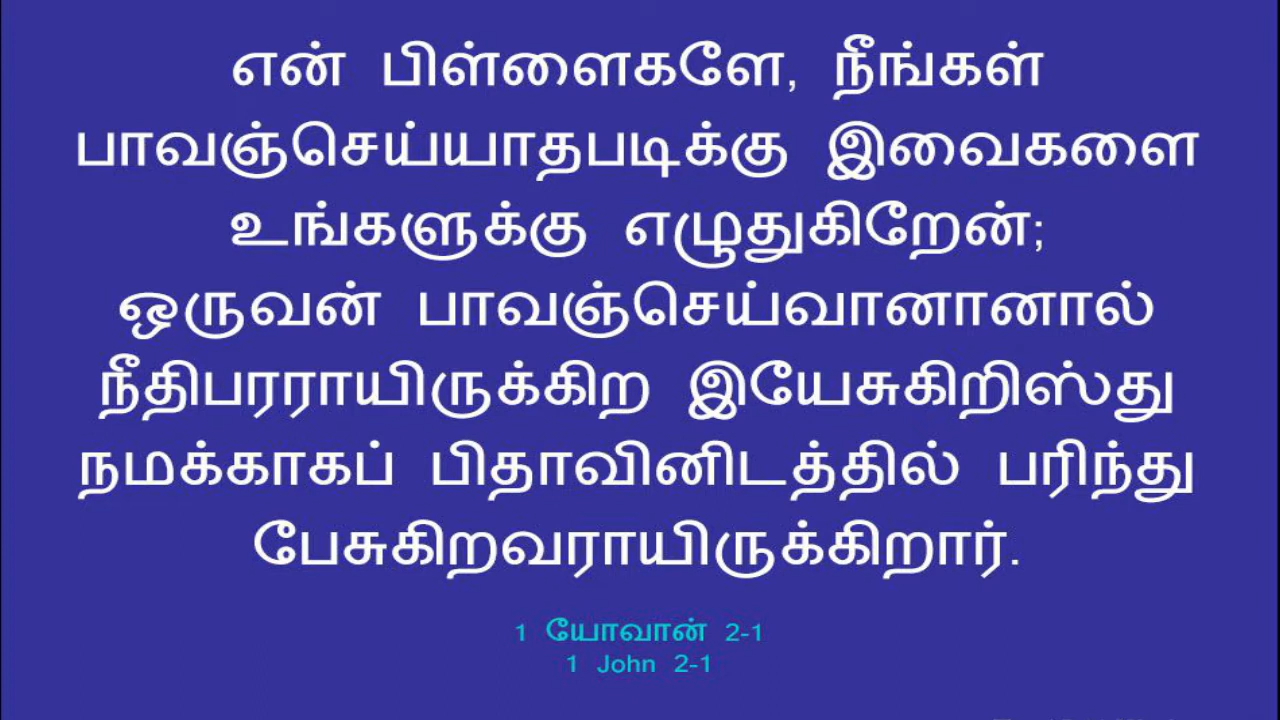 என் பிள்ளைகளே, நீங்கள்
பாவஞ்செய்யாதபடிக்கு இவைகளை
உங்களுக்கு எழுதுகிறேன்;
ஒருவன் பாவஞ்செய்வானானால்
நீதிபரராயிருக்கிற இயேசுகிறிஸ்து
நமக்காகப் பிதாவினிடத்தில் பரிந்து
பேசுகிறவராயிருக்கிறார்.
1 யோவான் 2-1
1 John 2-1